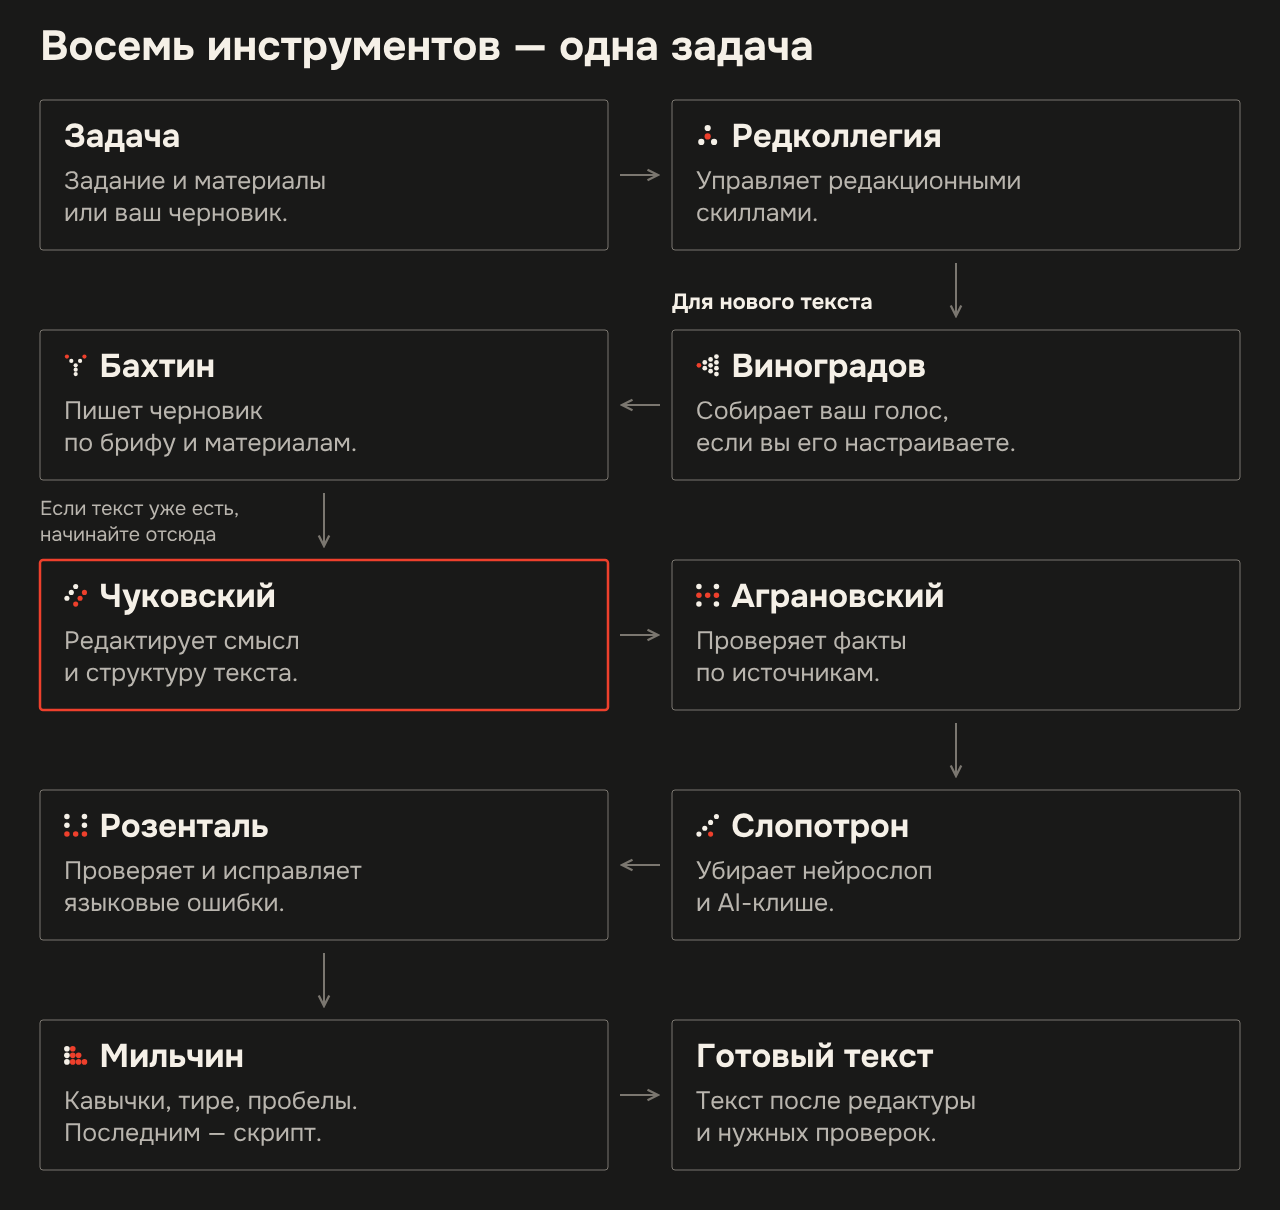 Восемь инструментов — одна задача
Задача
Задание и материалы
или ваш черновик.
Редколлегия
Управляет редакционными
скиллами.
Для нового текста
Виноградов
Собирает ваш голос,
если вы его настраиваете.
Бахтин
Пишет черновик
по брифу и материалам.
Если текст уже есть,
начинайте отсюда
Чуковский
Редактирует смысл
и структуру текста.
Аграновский
Проверяет факты
по источникам.
Слопотрон
Убирает нейрослоп
и AI-клише.
Розенталь
Проверяет и исправляет
языковые ошибки.
Мильчин
Кавычки, тире, пробелы.
Последним — скрипт.
Готовый текст
Текст после редактуры
и нужных проверок.